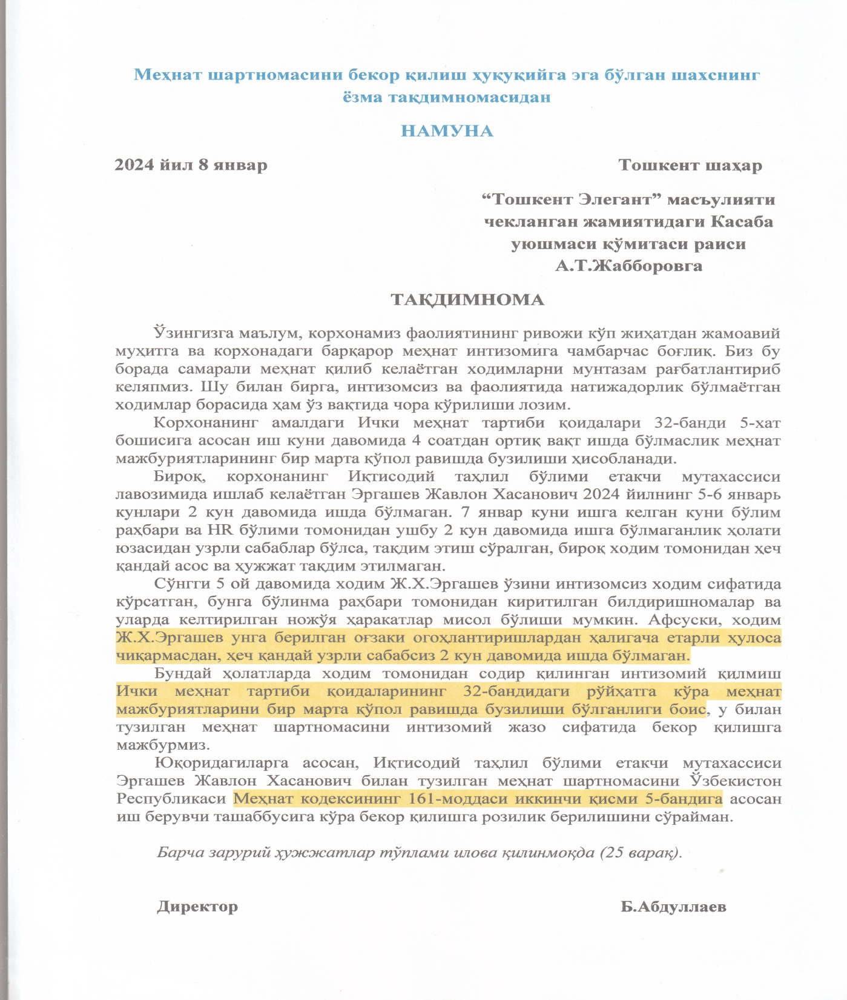 Меҳнат шартномасини бекор қилиш ҳуқуқийга эга бўлган шахснинг
ёзма тақдимномасидан
НАМУНА
2024 йил 8 январ Тошкент шаҳар
“Тошкент Элегант” масъулияти
чекланган жамиятидаги Касаба
уюшмаси қўмитаси раиси
А.Т.Жабборовга
ТАҚДИМНОМА
Ўзингизга маълум, корхонамиз фаолиятининг ривожи кўп жиҳатдан жамоавий
муҳитга ва корхонадаги барқарор меҳнат интизомига чамбарчас боғлиқ. Биз бу
борада самарали меҳнат қилиб келаётган ходимларни мунтазам рағбатлантириб
келяпмиз. Шу билан бирга, интизомсиз ва фаолиятида натижадорлик бўлмаётган
ходимлар борасида ҳам ўз вақтида чора кўрилиши лозим.
Корхонанинг амалдаги Ички меҳнат тартиби қоидалари 32-банди 5-хат
бошисига асосан иш куни давомида 4 соатдан ортиқ вақт ишда бўлмаслик меҳнат
мажбуриятларининг бир марта қўпол равишда бузилиши ҳисобланади.
Бироқ, корхонанинг Иқтисодий таҳлил бўлими етакчи мутахассиси
лавозимида ишлаб келаётган Эргашев Жавлон Хасанович 2024 йилнинг 5-6 январь
кунлари 2 кун давомида ишда бўлмаган. 7 январ куни ишга келган куни бўлим
раҳбари ва HR бўлими томонидан ушбу 2 кун давомида ишга бўлмаганлик ҳолати
юзасидан узрли сабаблар бўлса, тақдим этиш сўралган, бироқ ходим томонидан ҳеч
қандай асос ва ҳужжат тақдим этилмаган.
Сўнгги 5 ой давомида ходим Ж.Х.Эргашев ўзини интизомсиз ходим сифатида
кўрсатган, бунга бўлинма раҳбари томонидан киритилган билдиришномалар ва
уларда келтирилган ножўя ҳаракатлар мисол бўлиши мумкин. Афсуски, ходим
Ж.Х.Эргашев унга берилган оғзаки огоҳлантиришлардан ҳалигача етарли ҳулоса
чиқармасдан, ҳеч қандай узрли сабабсиз 2 кун давомида ишда бўлмаган.
Бундай ҳолатларда ходим томонидан содир қилинган интизомий қилмиш
Ички меҳнат тартиби қоидаларининг 32-бандидаги рўйҳатга кўра меҳнат
мажбуриятларини бир марта қўпол равишда бузилиши бўлганлиги боис, у билан
тузилган меҳнат шартномасини интизомий жазо сифатида бекор қилишга
мажбурмиз.
Юқоридагиларга асосан, Иқтисодий таҳлил бўлими етакчи мутахассиси
Эргашев Жавлон Хасанович билан тузилган меҳнат шартномасини Ўзбекистон
Республикаси Меҳнат кодексининг 161-моддаси иккинчи қисми 5-бандига асосан
иш берувчи ташаббусига кўра бекор қилишга розилик берилишини сўрайман.
Барча зарурий ҳужжатлар тўплами илова қилинмоқда (25 варақ).
Директор Б.Абдуллаев